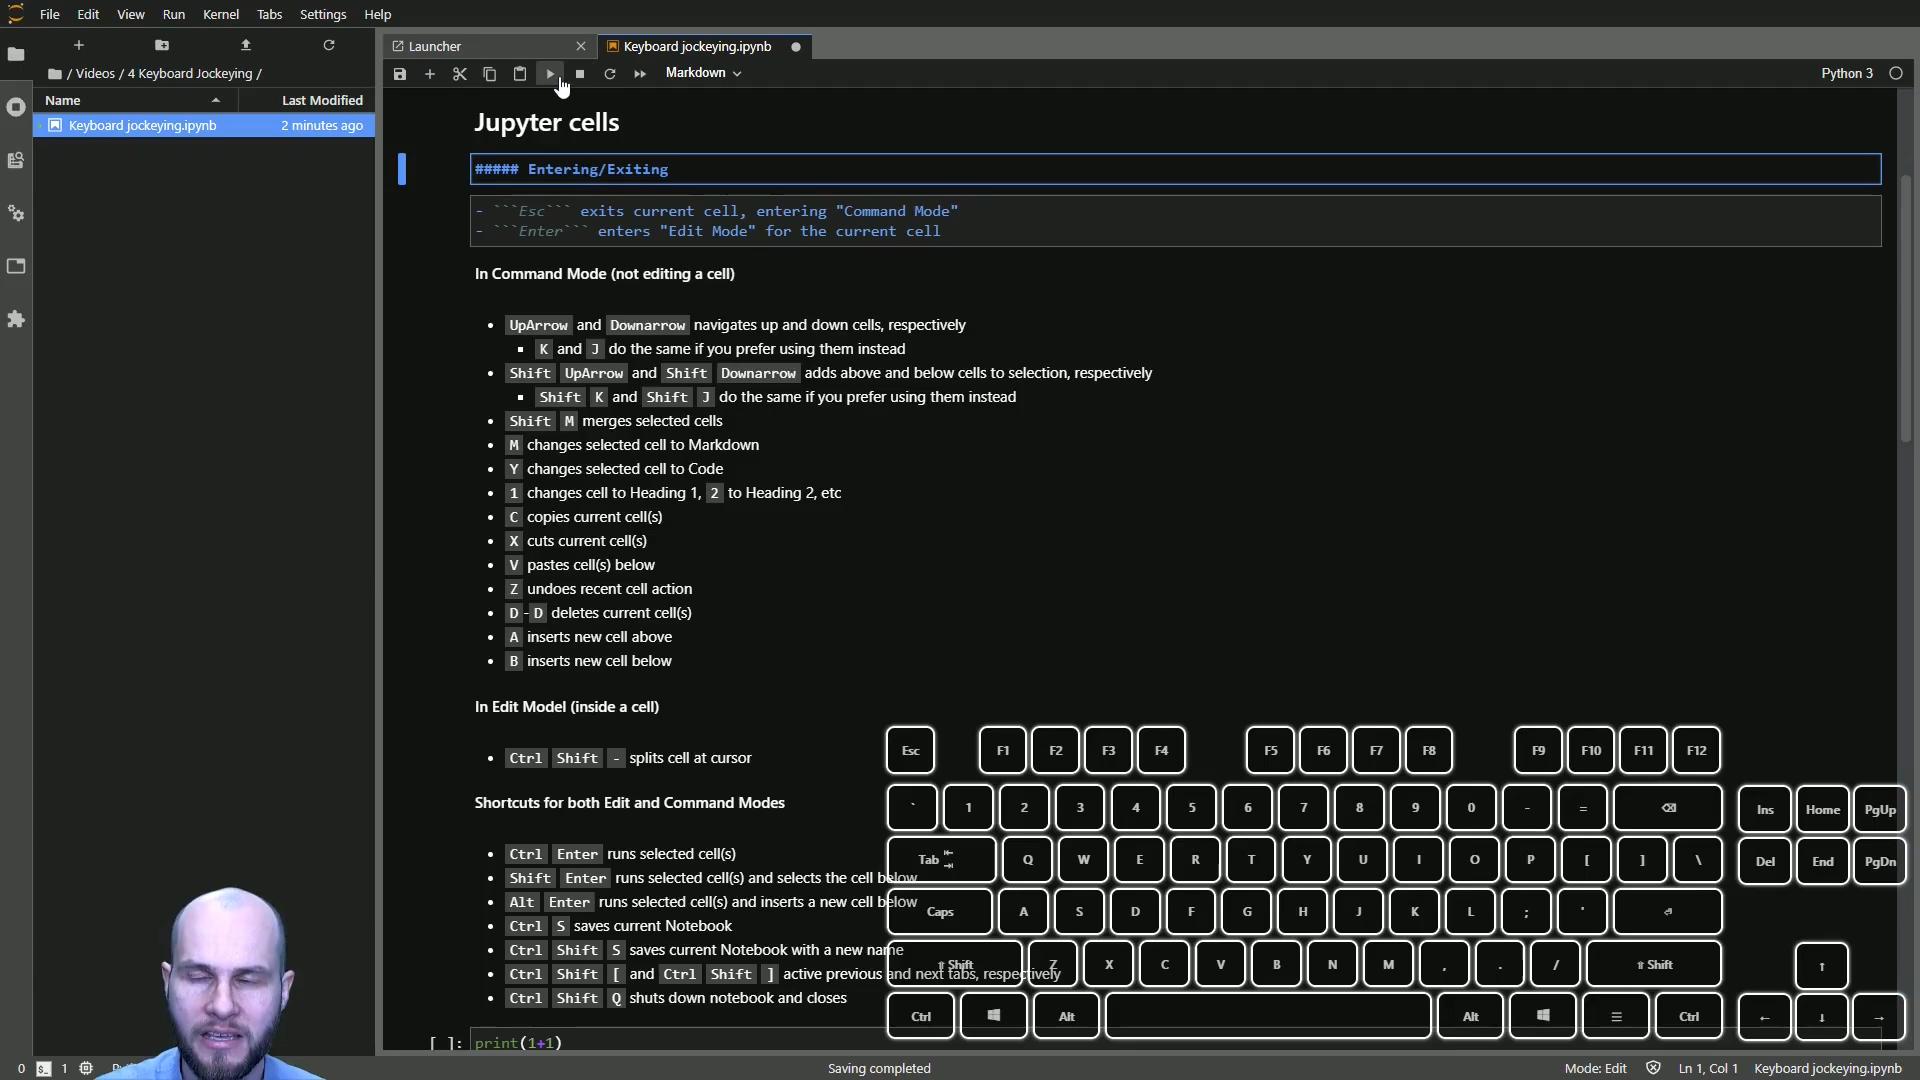 File Edit View Run Kernel Tabs Settings Help
Launcher
Keyboard jockeying.ipynb
/ Videos / 4 Keyboard Jockeying /
Markdown
Python 3
Name Last Modified
Keyboard jockeying.ipynb 2 minutes ago
Jupyter cells
##### Entering/Exiting
- ```Esc``` exits current cell, entering "Command Mode"
- ```Enter``` enters "Edit Mode" for the current cell
In Command Mode (not editing a cell)
• UpArrow and Downarrow navigates up and down cells, respectively
▪ K and J do the same if you prefer using them instead
• Shift UpArrow and Shift Downarrow adds above and below cells to selection, respectively
▪ Shift K and Shift J do the same if you prefer using them instead
• Shift M merges selected cells
• M changes selected cell to Markdown
• Y changes selected cell to Code
• 1 changes cell to Heading 1, 2 to Heading 2, etc
• C copies current cell(s)
• X cuts current cell(s)
• V pastes cell(s) below
• Z undoes recent cell action
• D - D deletes current cell(s)
• A inserts new cell above
• B inserts new cell below
In Edit Model (inside a cell)
• Ctrl Shift - splits cell at cursor
Shortcuts for both Edit and Command Modes
• Ctrl Enter runs selected cell(s)
• Shift Enter runs selected cell(s) and selects the cell below
• Alt Enter runs selected cell(s) and inserts a new cell below
• Ctrl S saves current Notebook
• Ctrl Shift S saves current Notebook with a new name
• Ctrl Shift [ and Ctrl Shift ] active previous and next tabs, respectively
• Ctrl Shift Q shuts down notebook and closes
[ ]: print(1+1)
Esc F1 F2 F3 F4 F5 F6 F7 F8 F9 F10 F11 F12
` 1 2 3 4 5 6 7 8 9 0 - = ⌫ Ins Home PgUp
Tab Q W E R T Y U I O P [ ] \ Del End PgDn
Caps A S D F G H J K L ; '
⇧ Shift Z X C V B N M , . / ⇧ Shift ↑
Ctrl Alt Alt ☰ Ctrl ← ↓ →
0 1 Saving completed Mode: Edit Ln 1, Col 1 Keyboard jockeying.ipynb